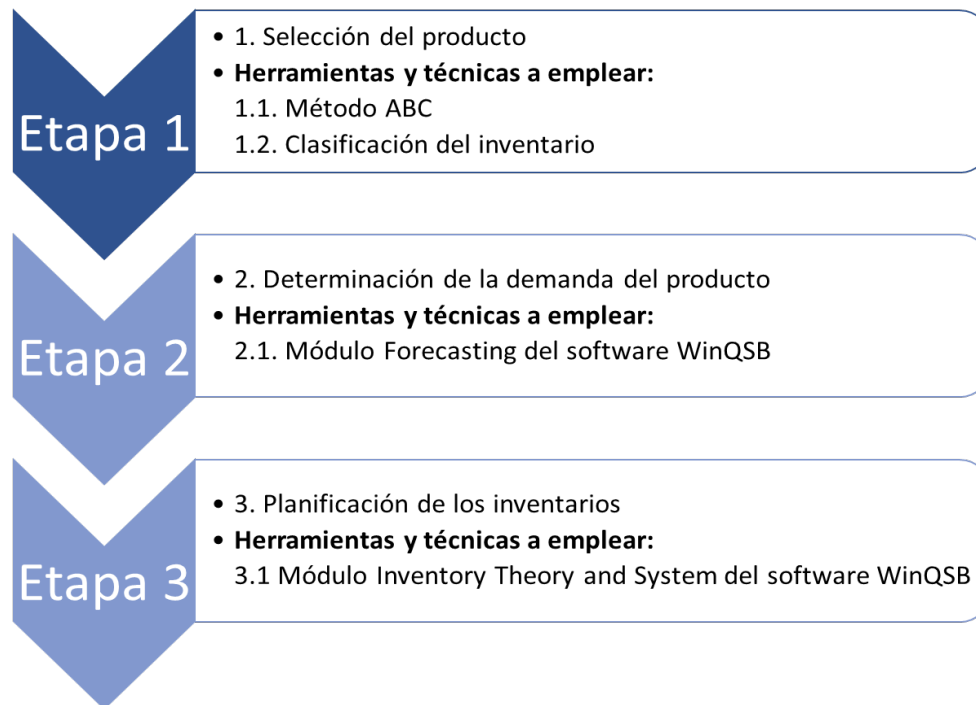 Etapa 1
• 1. Selección del producto
• Herramientas y técnicas a emplear:
1.1. Método ABC
1.2. Clasificación del inventario
Etapa 2
• 2. Determinación de la demanda del producto
• Herramientas y técnicas a emplear:
2.1. Módulo Forecasting del software WinQSB
Etapa 3
• 3. Planificación de los inventarios
• Herramientas y técnicas a emplear:
3.1 Módulo Inventory Theory and System del software WinQSB